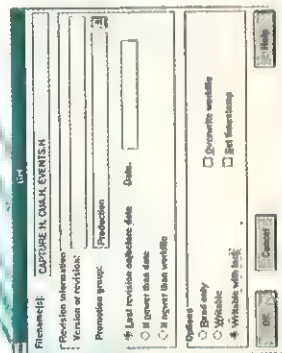 Get
Filename(s): CAPTURE.H, CUA.H, EVENTS.H
Revision information
Version or revision:
Promotion group: Production
Last revision on/before date Date:
If newer than date
If newer than workfile
Options
Read only
Writable
Writable with lock
Overwrite workfile
Set timestamp
OK Cancel Help